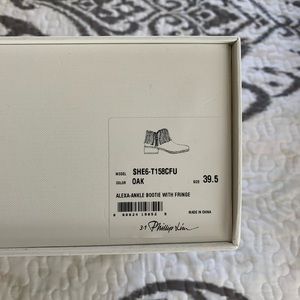 MODEL SHE6-T158CFU
COLOR OAK SIZE 39.5
ALEXA-ANKLE BOOTIE WITH FRINGE
MADE IN CHINA
3.1 Phillip Lim